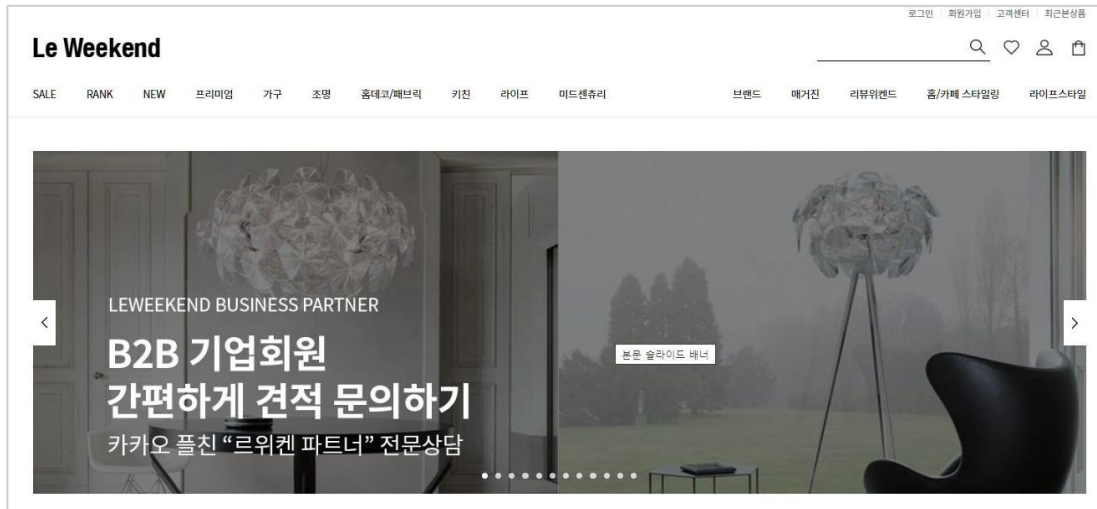 로그인 회원가입 고객센터 최근본상품
Le Weekend
SALE RANK NEW 프리미엄 가구 조명 홈데코/패브릭 키친 라이프 미드센츄리 브랜드 매거진 리뷰위켄드 홈/카페 스타일링 라이프스타일
LEWEEKEND BUSINESS PARTNER
B2B 기업회원
본문 슬라이드 배너
간편하게 견적 문의하기
카카오 플친 “르위켄 파트너” 전문상담